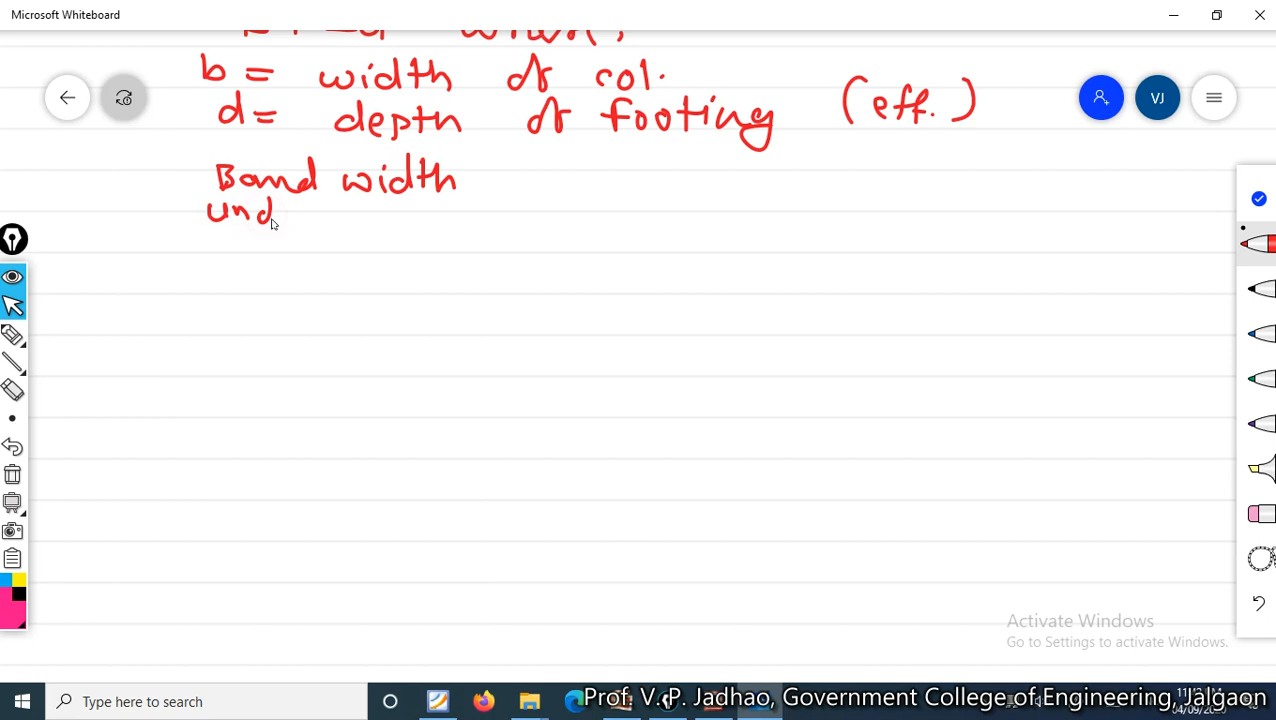 Microsoft Whiteboard
b = width of col.
d = depth of footing (eff.)
VJ
Band width
und
Activate Windows
Go to Settings to activate Windows.
Type here to search
Prof. V. P. Jadhao, Government College of Engineering, Jalgaon